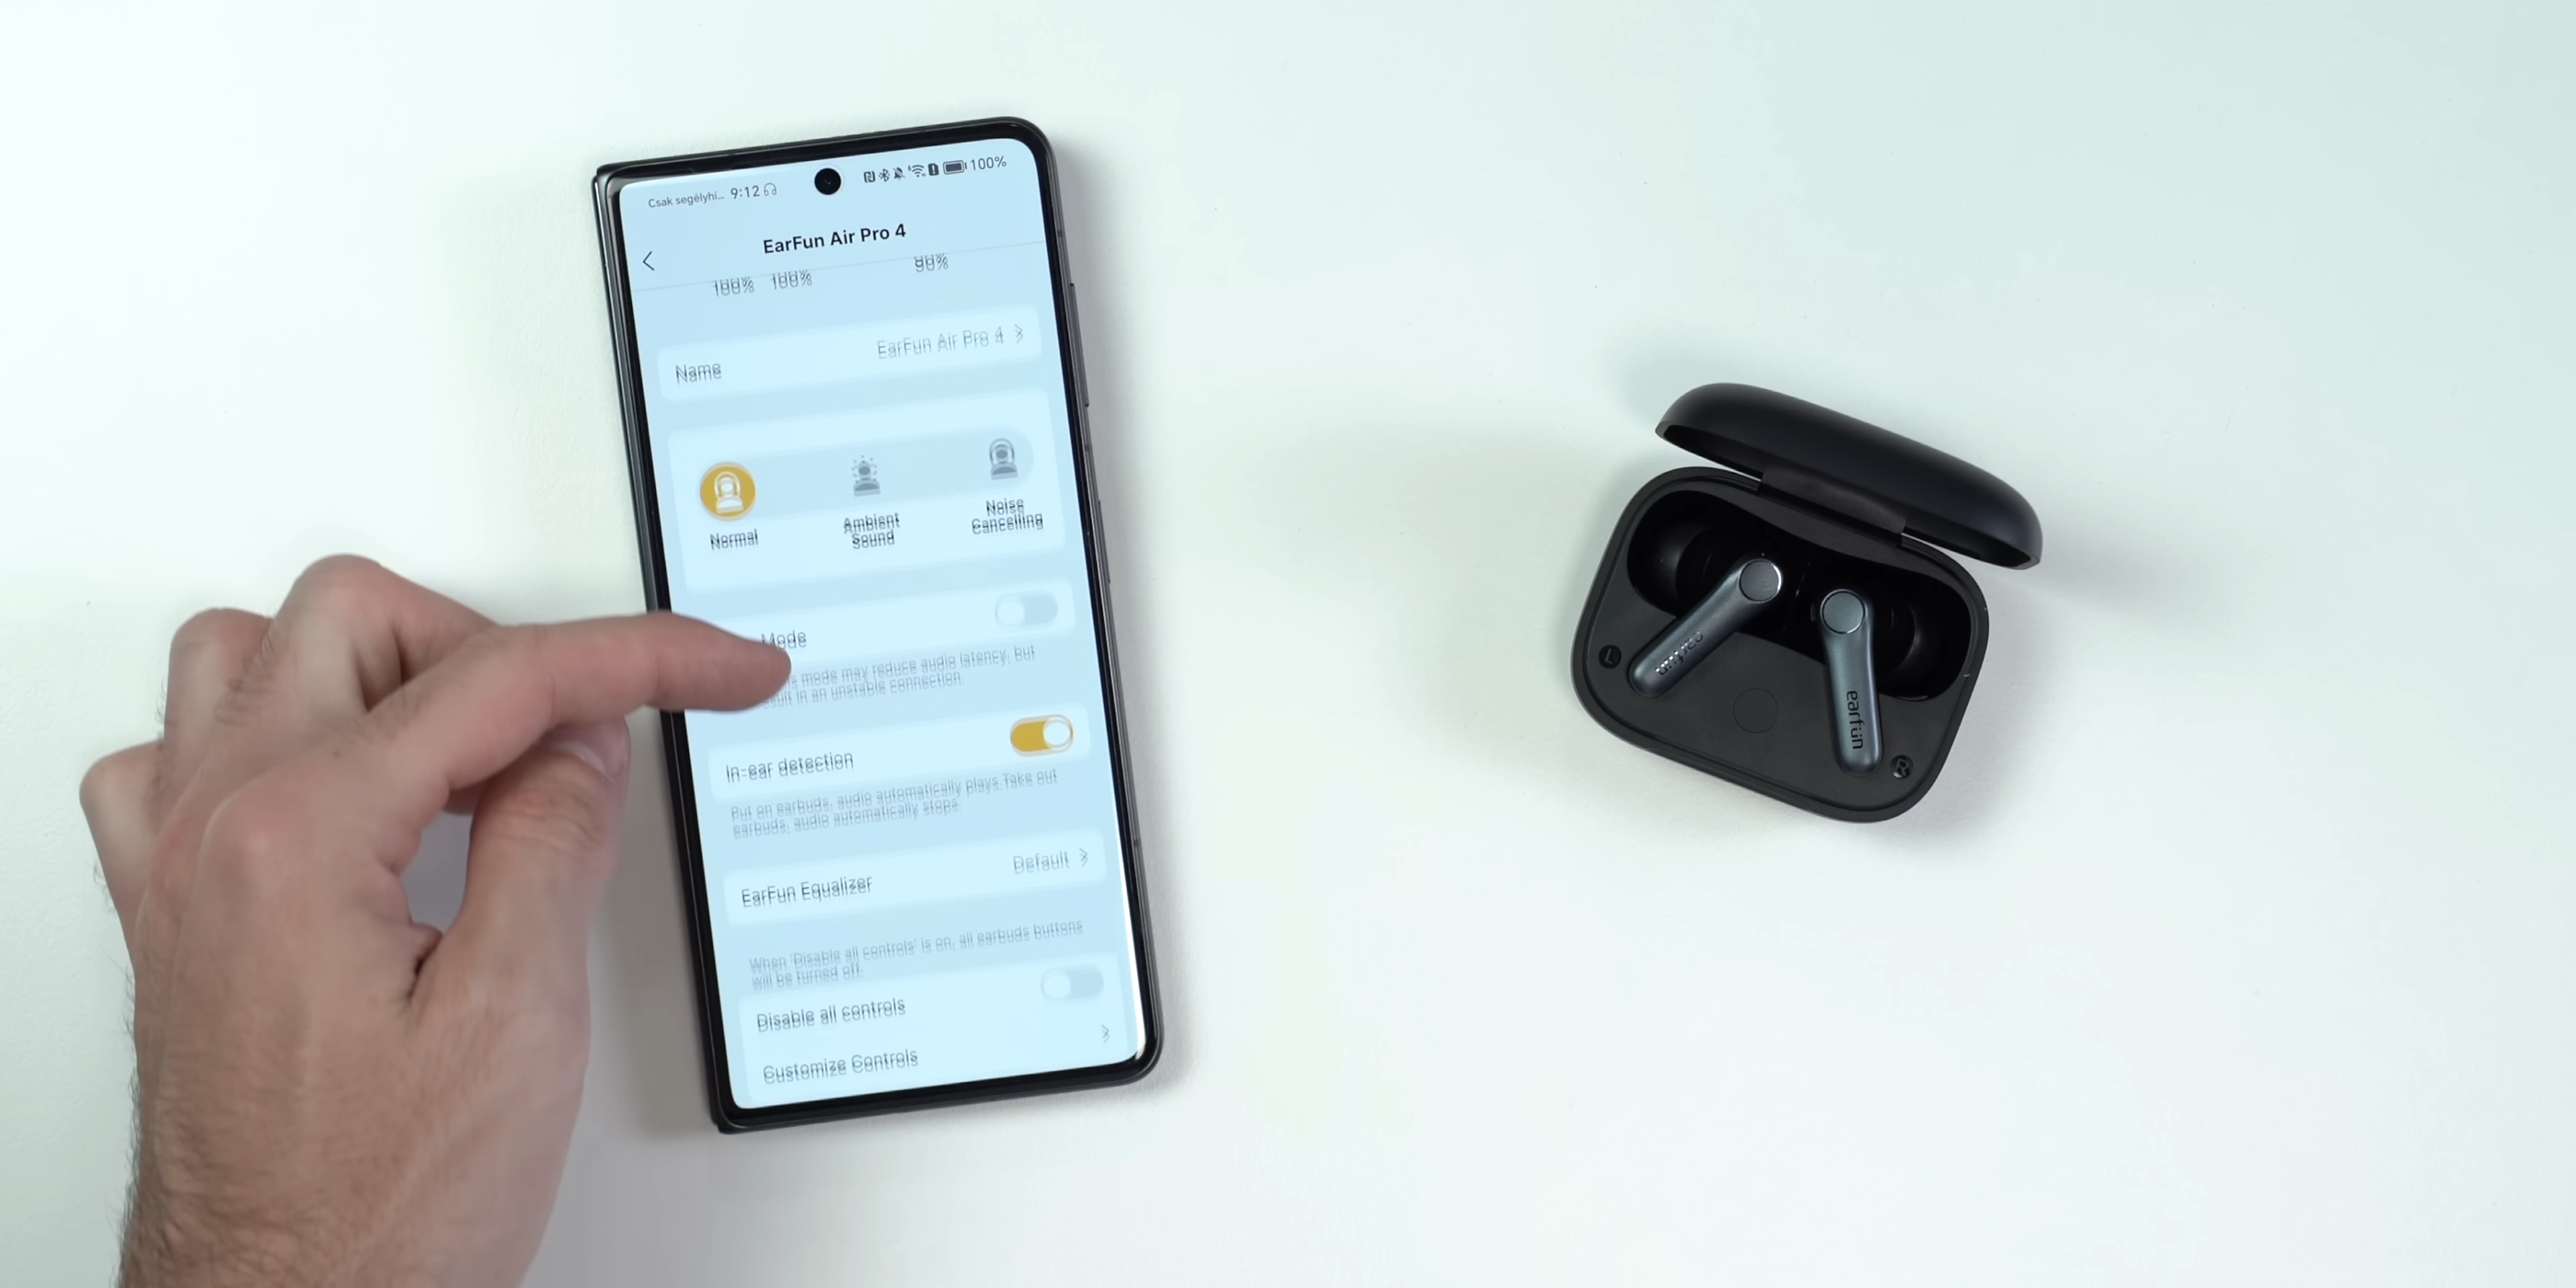 Csak segélyhí... 9:12
100%
EarFun Air Pro 4
100% 100% 90%
Name EarFun Air Pro 4
Normal
Ambient
Sound
Noise
Cancelling
Mode
mode may reduce audio latency, but
in an unstable connection.
In-ear detection
Put on earbuds, audio automatically plays.Take out
earbuds, audio automatically stops.
EarFun Equalizer Default
When 'Disable all controls' is on, all earbuds buttons
will be turned off.
Disable all controls
Customize Controls
earfun
earfun
L
R